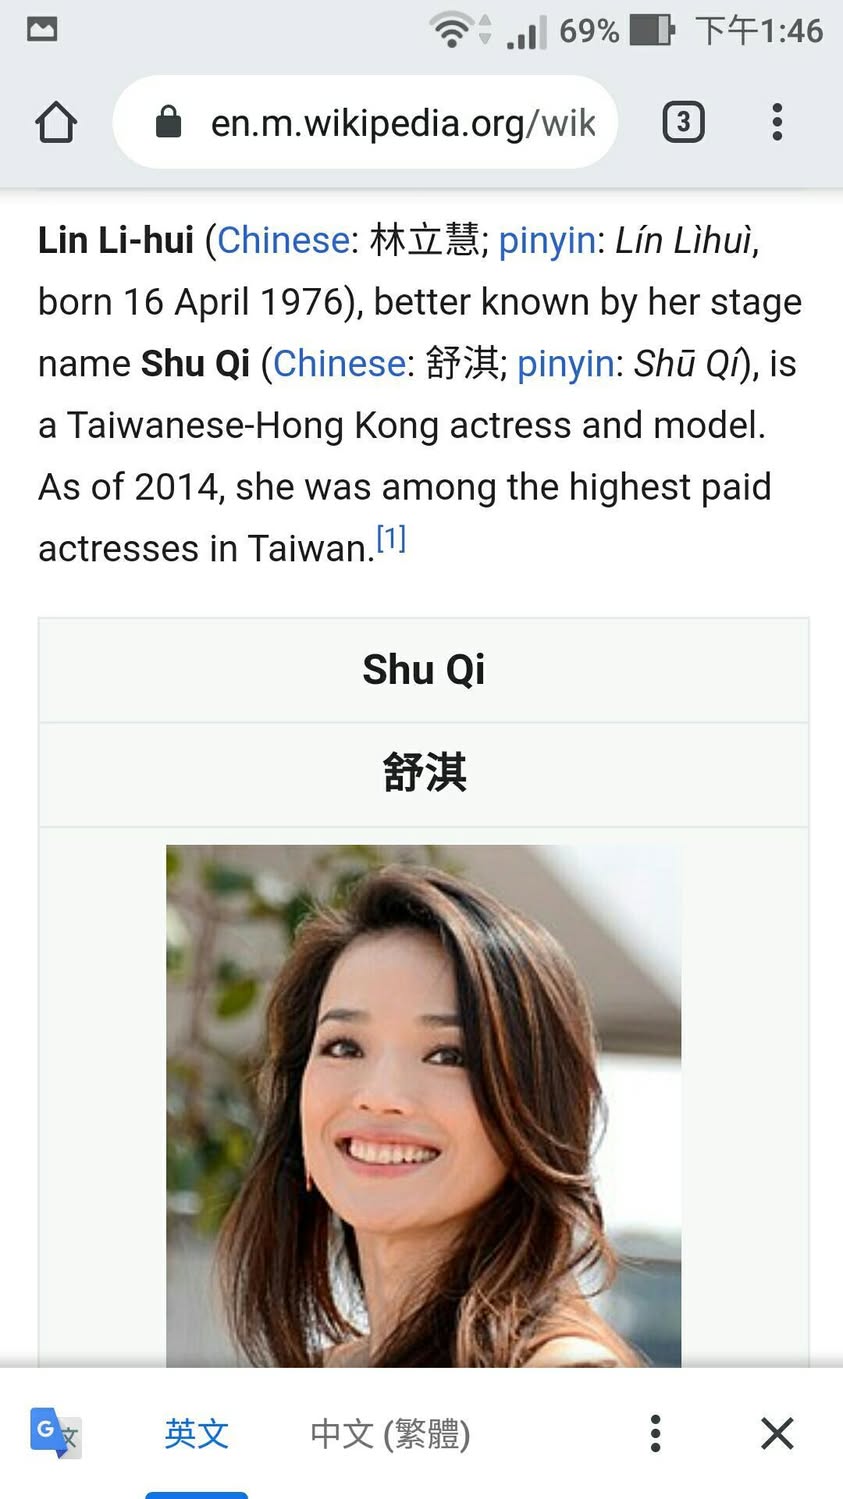 69% 下午1:46
en.m.wikipedia.org/wik
3
Lin Li-hui (Chinese: 林立慧; pinyin: Lín Lìhuì,
born 16 April 1976), better known by her stage
name Shu Qi (Chinese: 舒淇; pinyin: Shū Qí), is
a Taiwanese-Hong Kong actress and model.
As of 2014, she was among the highest paid
actresses in Taiwan.[1]
Shu Qi
舒淇
G 文
英文 中文 (繁體)